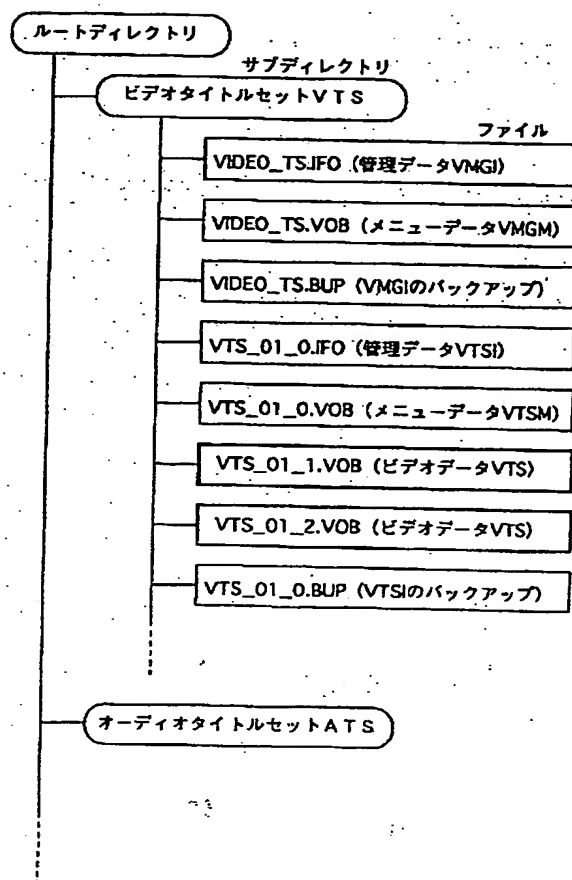 ルートディレクトリ
サブディレクトリ
ビデオタイトルセットVTS
ファイル
VIDEO_TS.IFO (管理データVMGI)
VIDEO_TS.VOB (メニューデータVMGM)
VIDEO_TS.BUP (VMGIのバックアップ)
VTS_01_0.IFO (管理データVTSI)
VTS_01_0.VOB (メニューデータVTSM)
VTS_01_1.VOB (ビデオデータVTS)
VTS_01_2.VOB (ビデオデータVTS)
VTS_01_0.BUP (VTSIのバックアップ)
オーディオタイトルセットATS